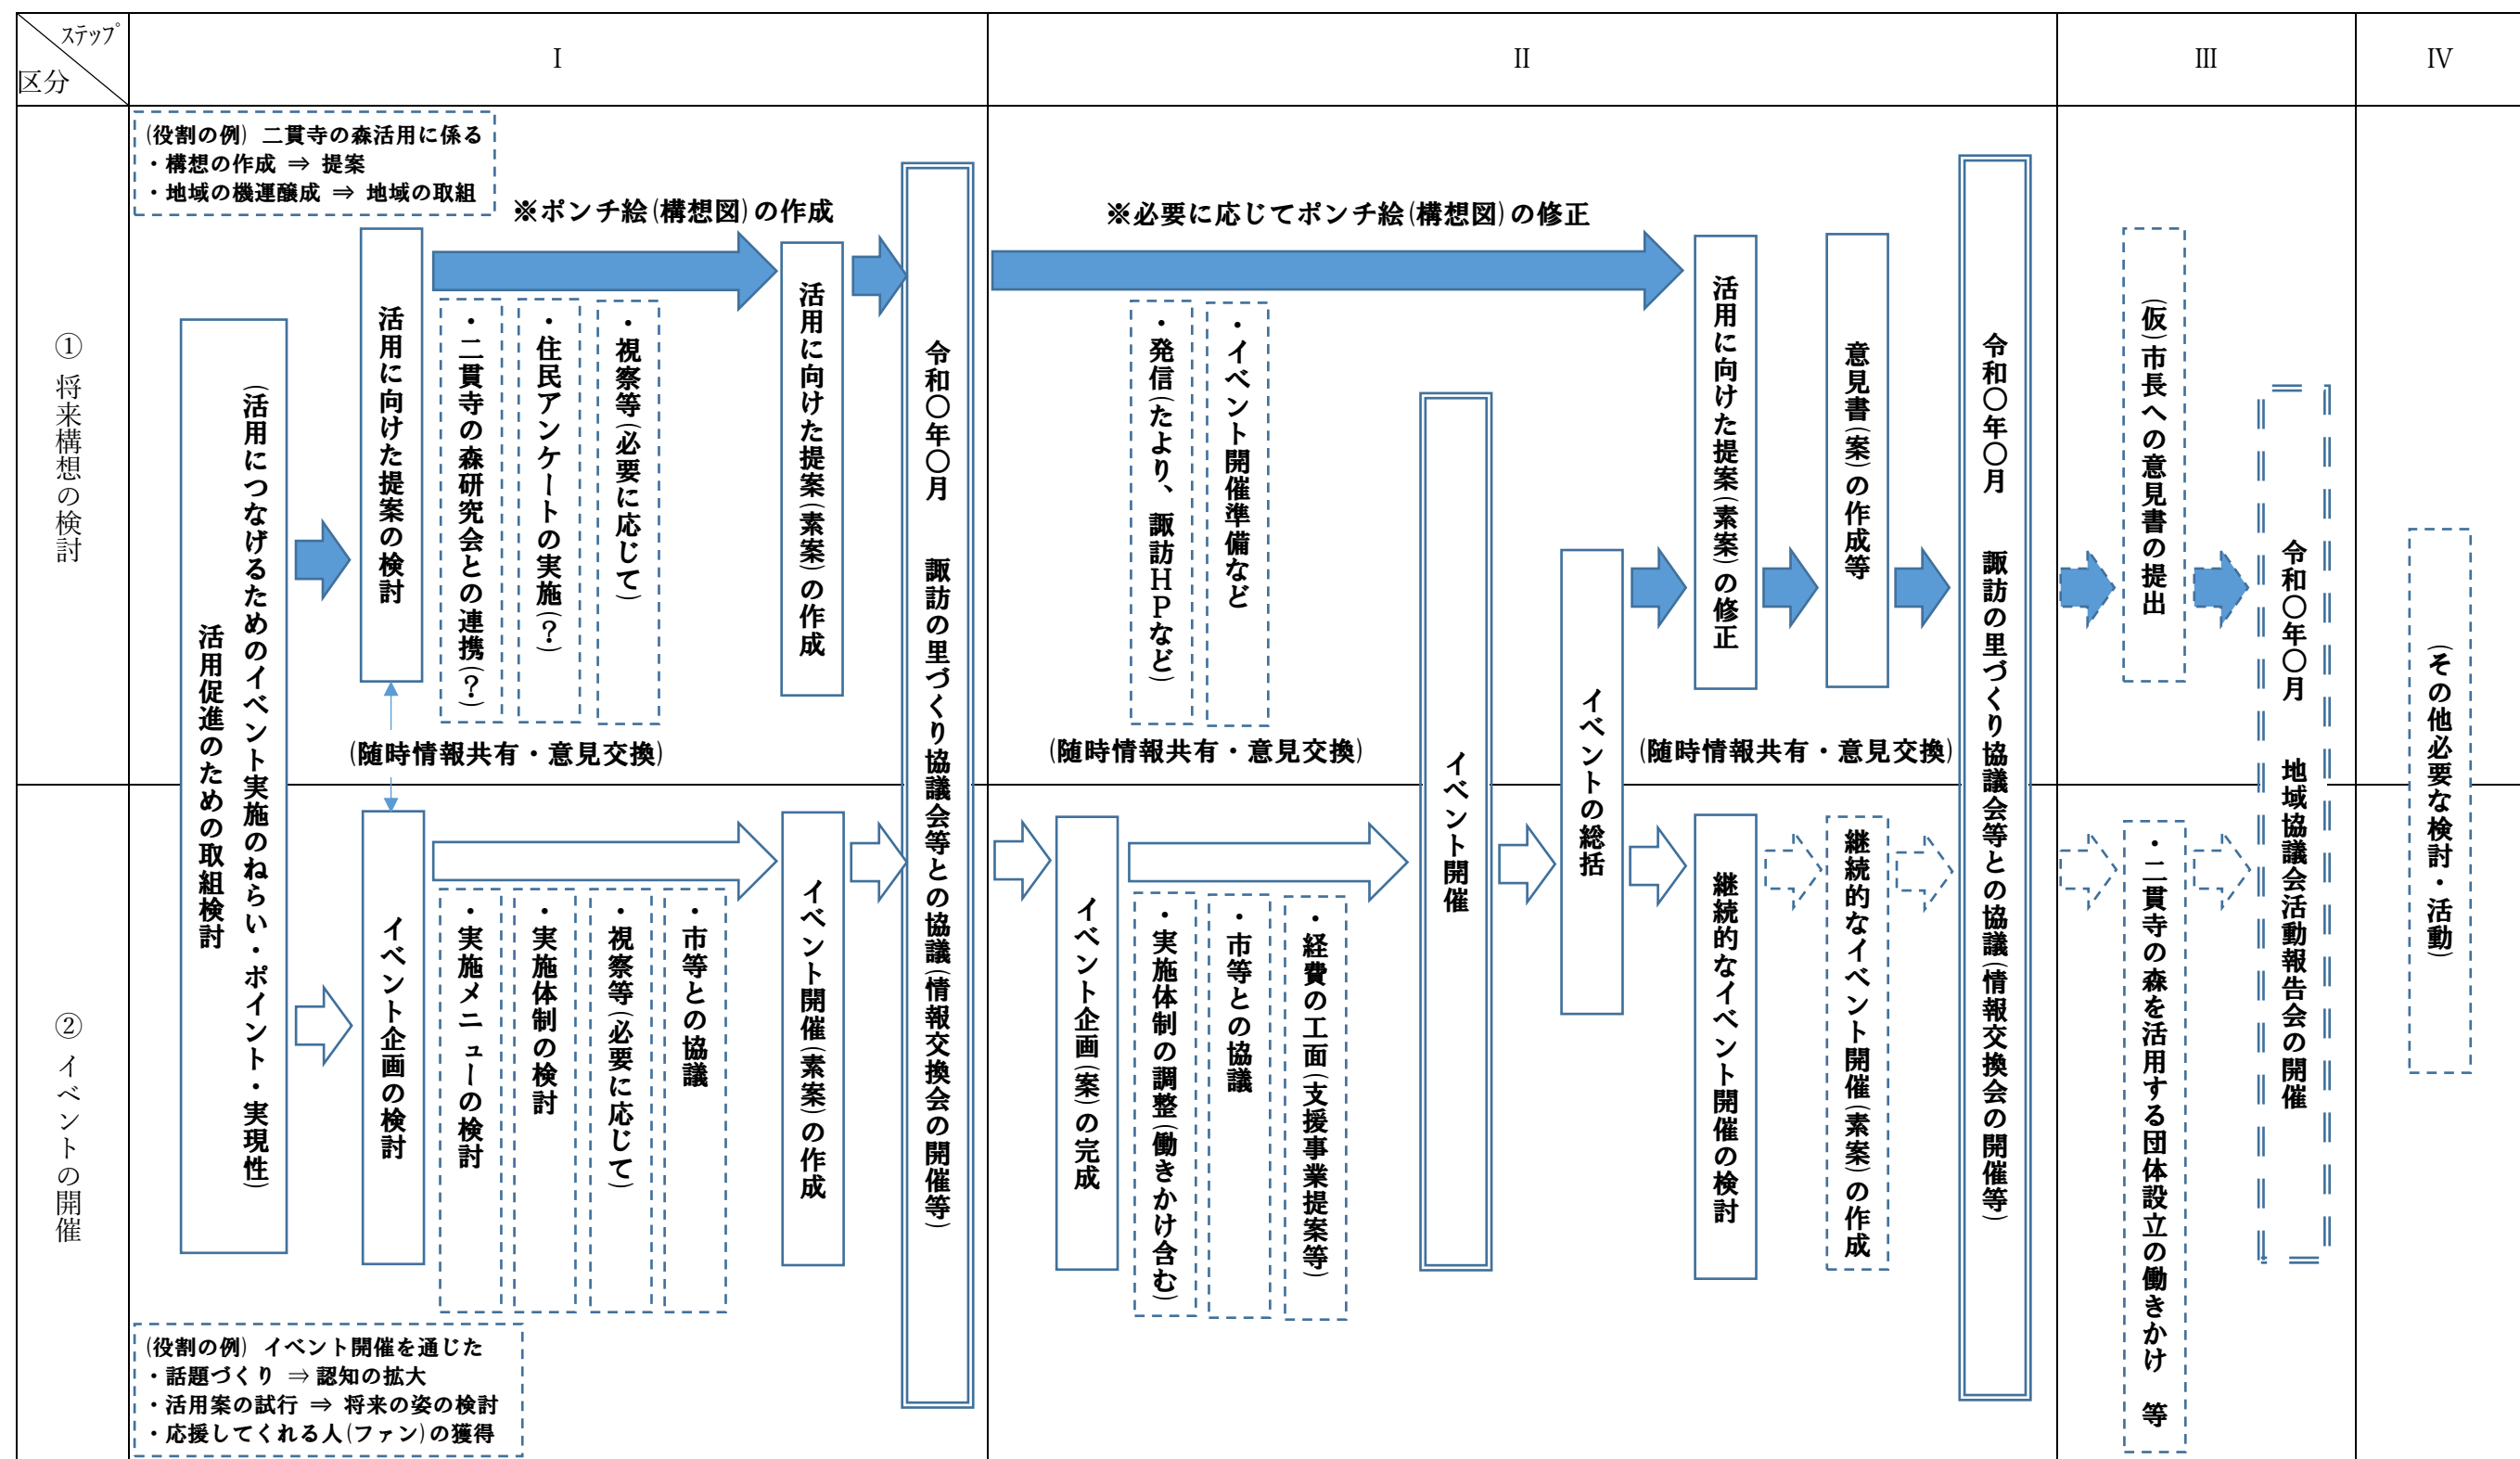 ステップ
区分
Ⅰ
Ⅱ
Ⅲ
Ⅳ
① 将来構想の検討
② イベントの開催
(役割の例) 二貫寺の森活用に係る
・構想の作成 ⇒ 提案
・地域の機運醸成 ⇒ 地域の取組
活用促進のための取組検討
(活用につなげるためのイベント実施のねらい・ポイント・実現性)
活用に向けた提案の検討
※ポンチ絵(構想図)の作成
・二貫寺の森研究会との連携(?)
・住民アンケートの実施(?)
・視察等(必要に応じて)
活用に向けた提案(素案)の作成
(随時情報共有・意見交換)
イベント企画の検討
・実施メニューの検討
・実施体制の検討
・視察等(必要に応じて)
・市等との協議
イベント開催(素案)の作成
(役割の例) イベント開催を通じた
・話題づくり ⇒ 認知の拡大
・活用案の試行 ⇒ 将来の姿の検討
・応援してくれる人(ファン)の獲得
令和〇年〇月 諏訪の里づくり協議会等との協議(情報交換会の開催等)
※必要に応じてポンチ絵(構想図)の修正
・発信(たより、諏訪HPなど)
・イベント開催準備など
(随時情報共有・意見交換)
イベント企画(案)の完成
・実施体制の調整(働きかけ含む)
・市等との協議
・経費の工面(支援事業提案等)
イベント開催
イベントの総括
活用に向けた提案(素案)の修正
意見書(案)の作成等
(随時情報共有・意見交換)
継続的なイベント開催の検討
継続的なイベント開催(素案)の作成
令和〇年〇月 諏訪の里づくり協議会等との協議(情報交換会の開催等)
(仮)市長への意見書の提出
・二貫寺の森を活用する団体設立の働きかけ 等
令和〇年〇月 地域協議会活動報告会の開催
(その他必要な検討・活動)